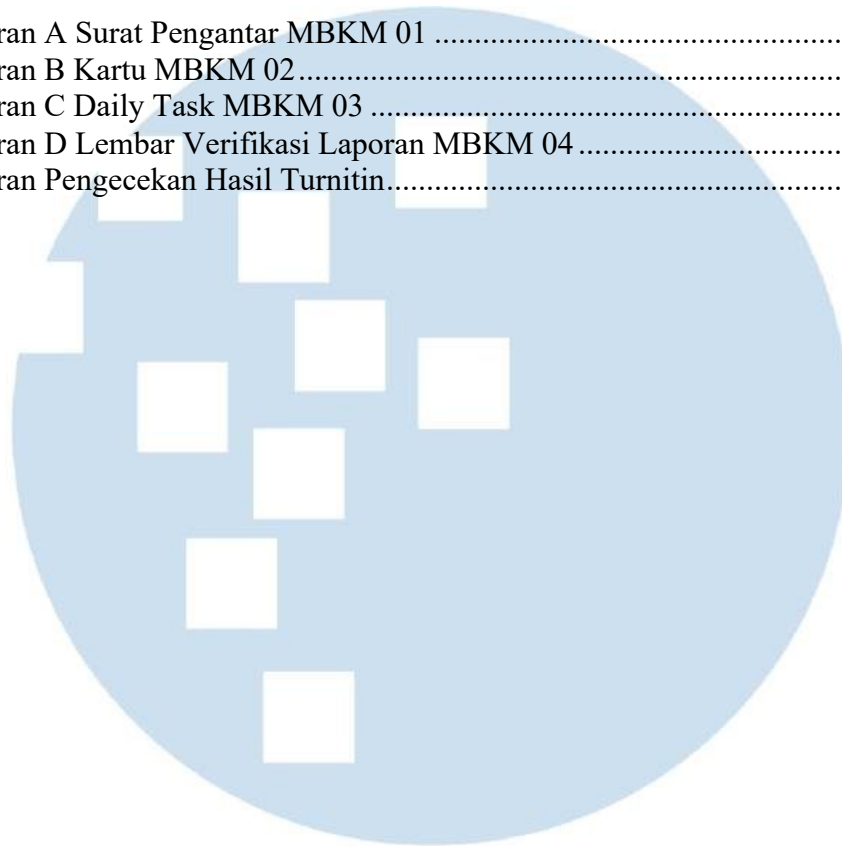 ran A Surat Pengantar MBKM 01 ........................................................
ran B Kartu MBKM 02 ..........................................................................
ran C Daily Task MBKM 03 ................................................................
ran D Lembar Verifikasi Laporan MBKM 04 .....................................
ran Pengecekan Hasil Turnitin ..............................................................